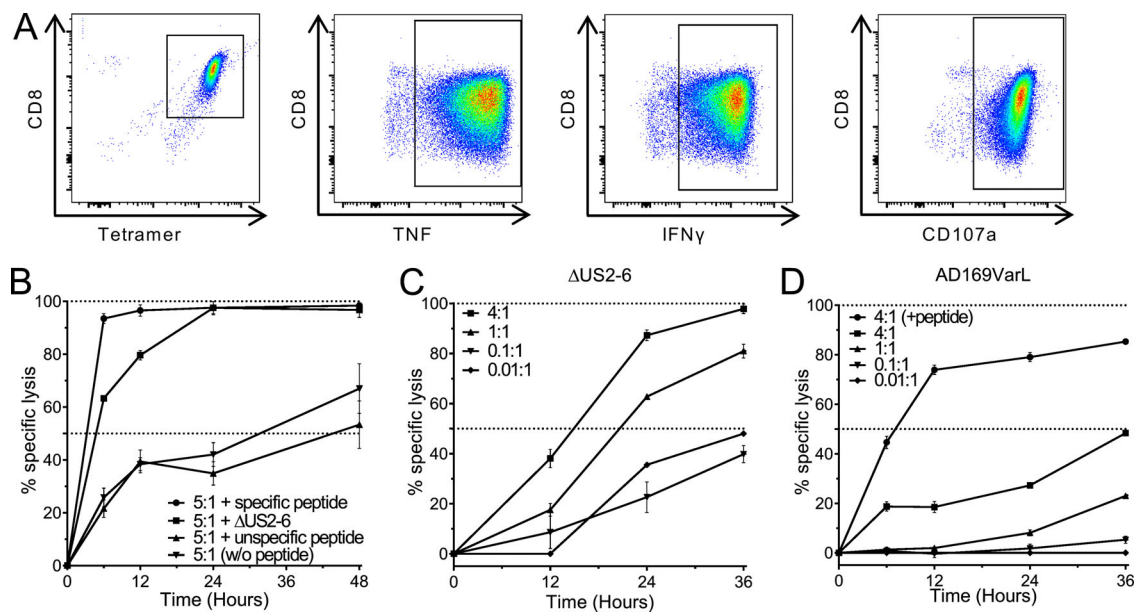 A
CD8
Tetramer
CD8
TNF
CD8
IFNγ
CD8
CD107a
B
% specific lysis
100
80
60
40
20
0
0 12 24 36 48
Time (Hours)
5:1 + specific peptide
5:1 + ΔUS2-6
5:1 + unspecific peptide
5:1 (w/o peptide)
C
ΔUS2-6
% specific lysis
100
80
60
40
20
0
0 12 24 36
Time (Hours)
4:1
1:1
0.1:1
0.01:1
D
AD169VarL
% specific lysis
100
80
60
40
20
0
0 12 24 36
Time (Hours)
4:1 (+peptide)
4:1
1:1
0.1:1
0.01:1